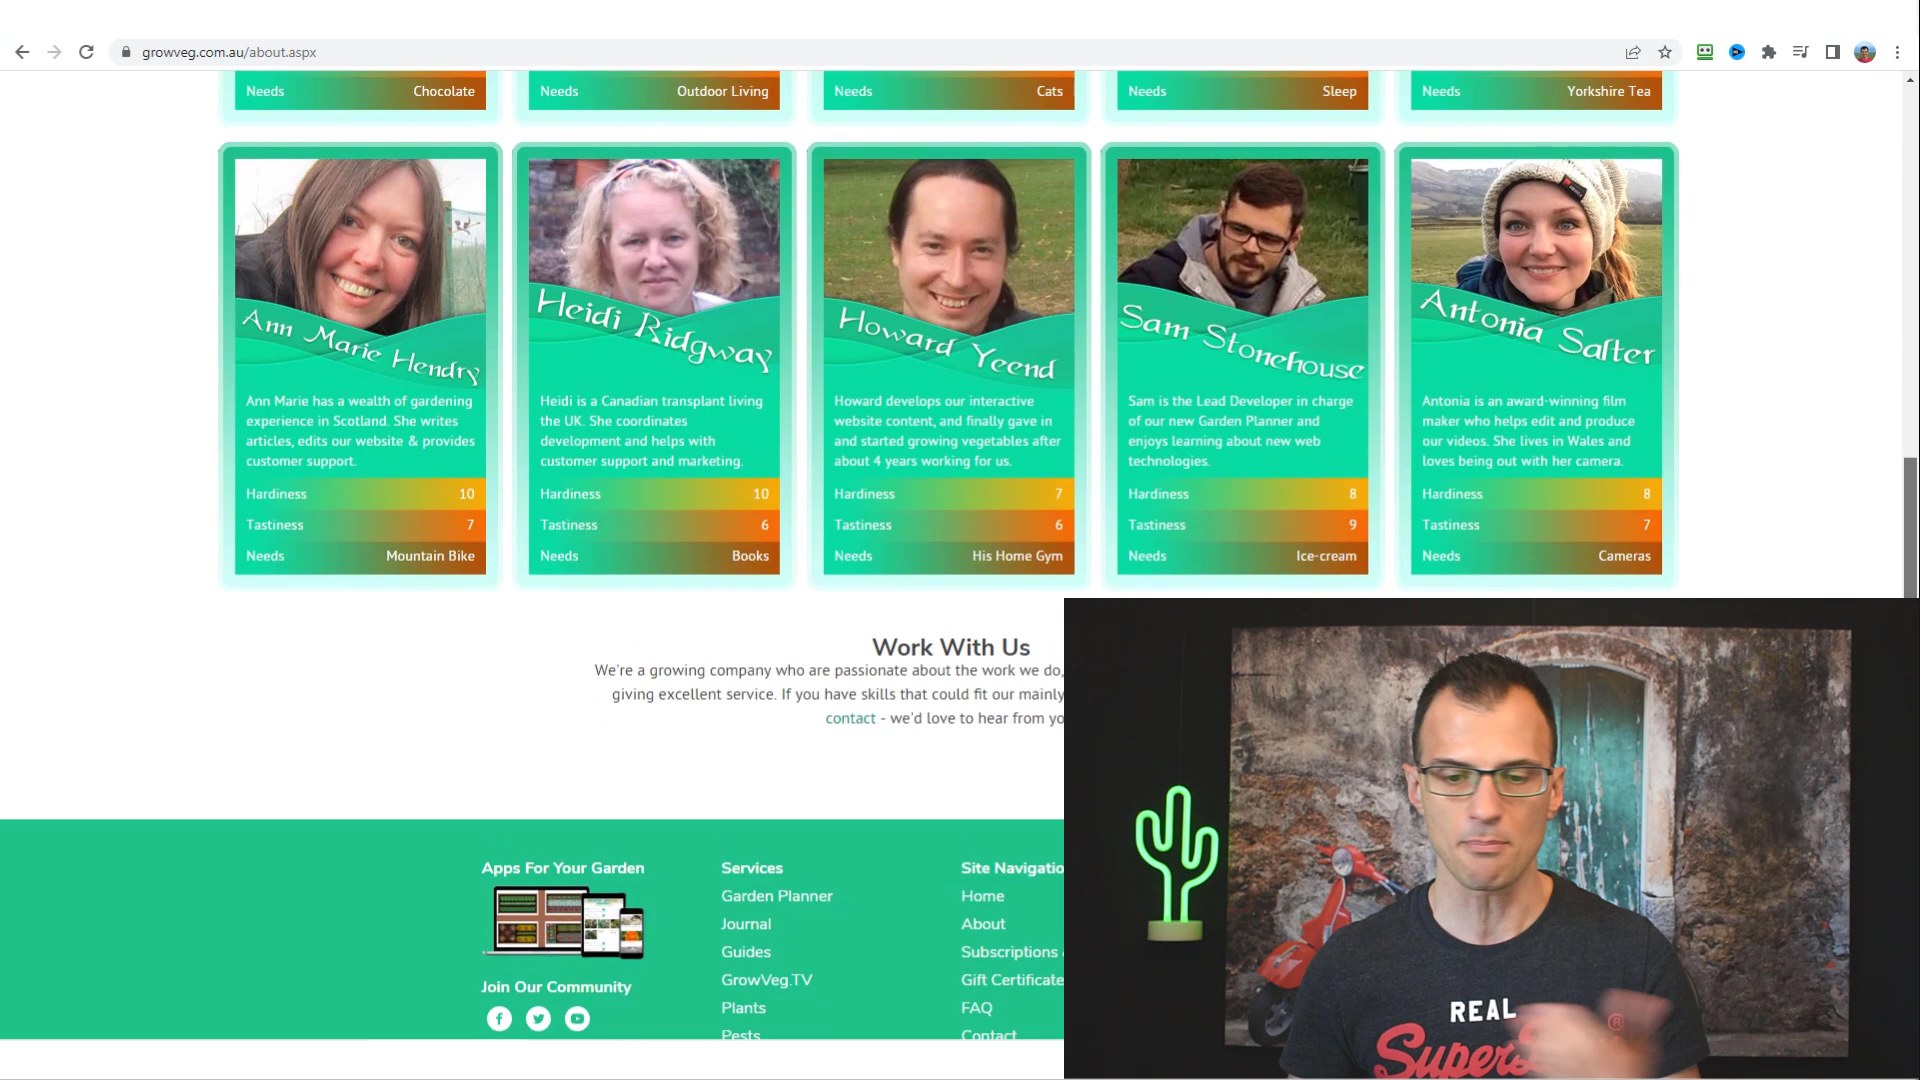 growveg.com.au/about.aspx
Needs Chocolate
Needs Outdoor Living
Needs Cats
Needs Sleep
Needs Yorkshire Tea
Ann Marie Hendry
Ann Marie has a wealth of gardening
experience in Scotland. She writes
articles, edits our website & provides
customer support.
Hardiness 10
Tastiness 7
Needs Mountain Bike
Heidi Ridgway
Heidi is a Canadian transplant living
the UK. She coordinates
development and helps with
customer support and marketing.
Hardiness 10
Tastiness 6
Needs Books
Howard Yeend
Howard develops our interactive
website content, and finally gave in
and started growing vegetables after
about 4 years working for us.
Hardiness 7
Tastiness 6
Needs His Home Gym
Sam Stonehouse
Sam is the Lead Developer in charge
of our new Garden Planner and
enjoys learning about new web
technologies.
Hardiness 8
Tastiness 9
Needs Ice-cream
Antonia Salter
Antonia is an award-winning film
maker who helps edit and produce
our videos. She lives in Wales and
loves being out with her camera.
Hardiness 8
Tastiness 7
Needs Cameras
Work With Us
We're a growing company who are passionate about the work we do,
giving excellent service. If you have skills that could fit our mainly
contact - we'd love to hear from yo
Apps For Your Garden
Join Our Community
Services
Garden Planner
Journal
Guides
GrowVeg.TV
Plants
Pests
Site Navigatio
Home
About
Subscriptions
Gift Certificate
FAQ
Contact
REAL
Super